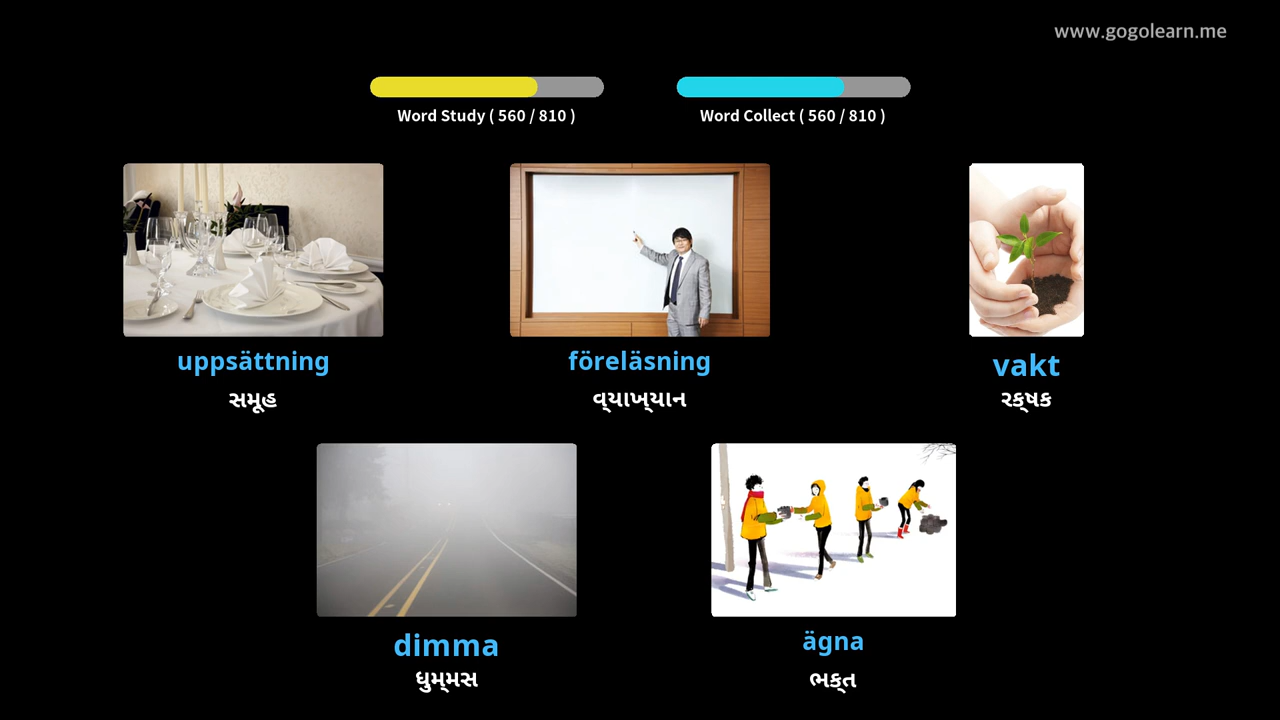 www.gogolearn.me
Word Study ( 560 / 810 )
Word Collect ( 560 / 810 )
uppsättning
સમૂહ
föreläsning
વ્યાખ્યાન
vakt
રક્ષક
dimma
ધુમ્મસ
ägna
ભક્ત